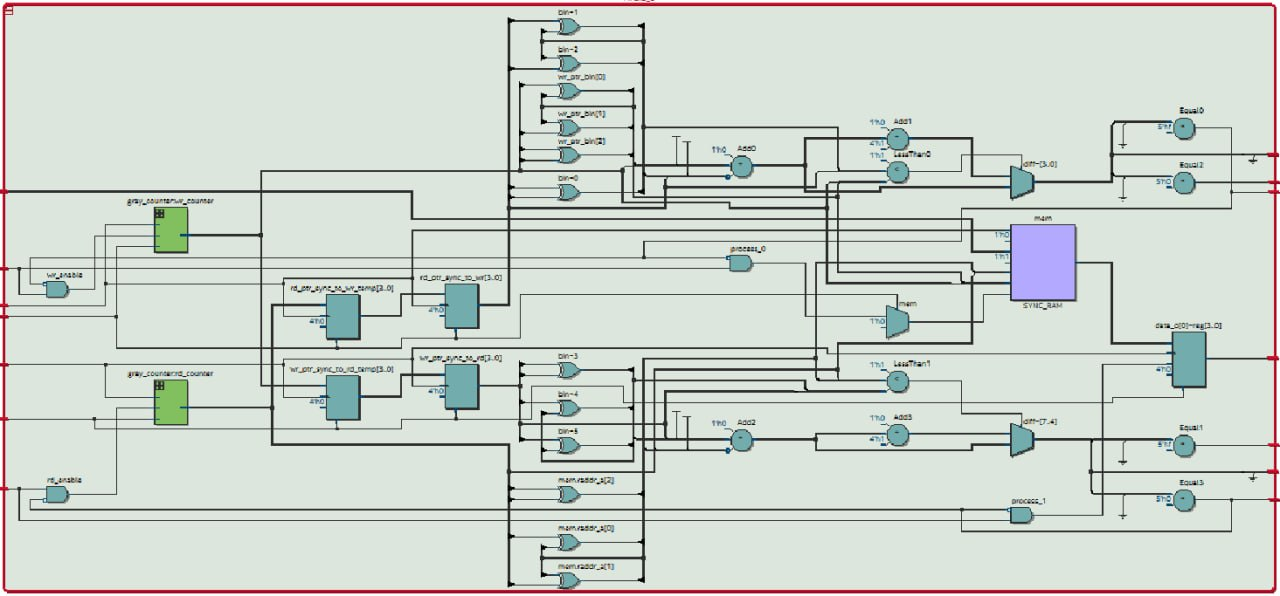 bin~1
bin~2
wr_ptr_bin[0]
wr_ptr_bin[1]
wr_ptr_bin[2]
bin~0
1'h0
Add0
1'h0
Add1
4'h1
1'h1
LessThan0
diff~[3..0]
Equal0
5'hf
Equal2
5'h0
gray_counter:wr_counter
wr_enable
rd_ptr_sync_to_wr_temp[3..0]
4'h0
rd_ptr_sync_to_wr[3..0]
4'h0
process_0
mem
1'h0
1'h1
SYNC_RAM
mem
1'h0
data_o[0]~reg[3..0]
4'h0
gray_counter:rd_counter
wr_ptr_sync_to_rd_temp[3..0]
4'h0
wr_ptr_sync_to_rd[3..0]
4'h0
bin~3
bin~4
bin~5
1'h0
Add2
1'h1
LessThan1
1'h0
Add3
4'h1
diff~[7..4]
Equal1
5'hf
Equal3
5'h0
rd_enable
mem.raddr_a[2]
mem.raddr_a[0]
mem.raddr_a[1]
process_1